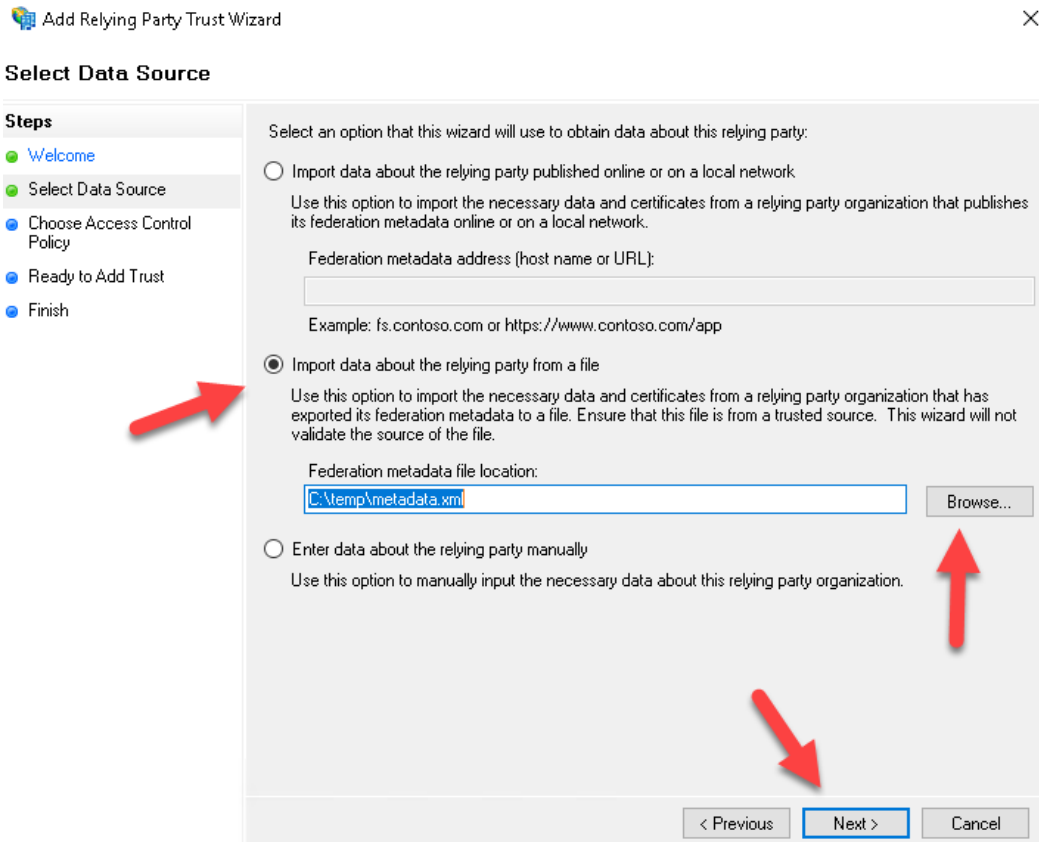 Add Relying Party Trust Wizard
Select Data Source
Steps
Welcome
Select Data Source
Choose Access Control
Policy
Ready to Add Trust
Finish
Select an option that this wizard will use to obtain data about this relying party:
Import data about the relying party published online or on a local network
Use this option to import the necessary data and certificates from a relying party organization that publishes
its federation metadata online or on a local network.
Federation metadata address (host name or URL):
Example: fs.contoso.com or https://www.contoso.com/app
Import data about the relying party from a file
Use this option to import the necessary data and certificates from a relying party organization that has
exported its federation metadata to a file. Ensure that this file is from a trusted source.  This wizard will not
validate the source of the file.
Federation metadata file location:
C:\temp\metadata.xml
Browse...
Enter data about the relying party manually
Use this option to manually input the necessary data about this relying party organization.
< Previous
Next >
Cancel